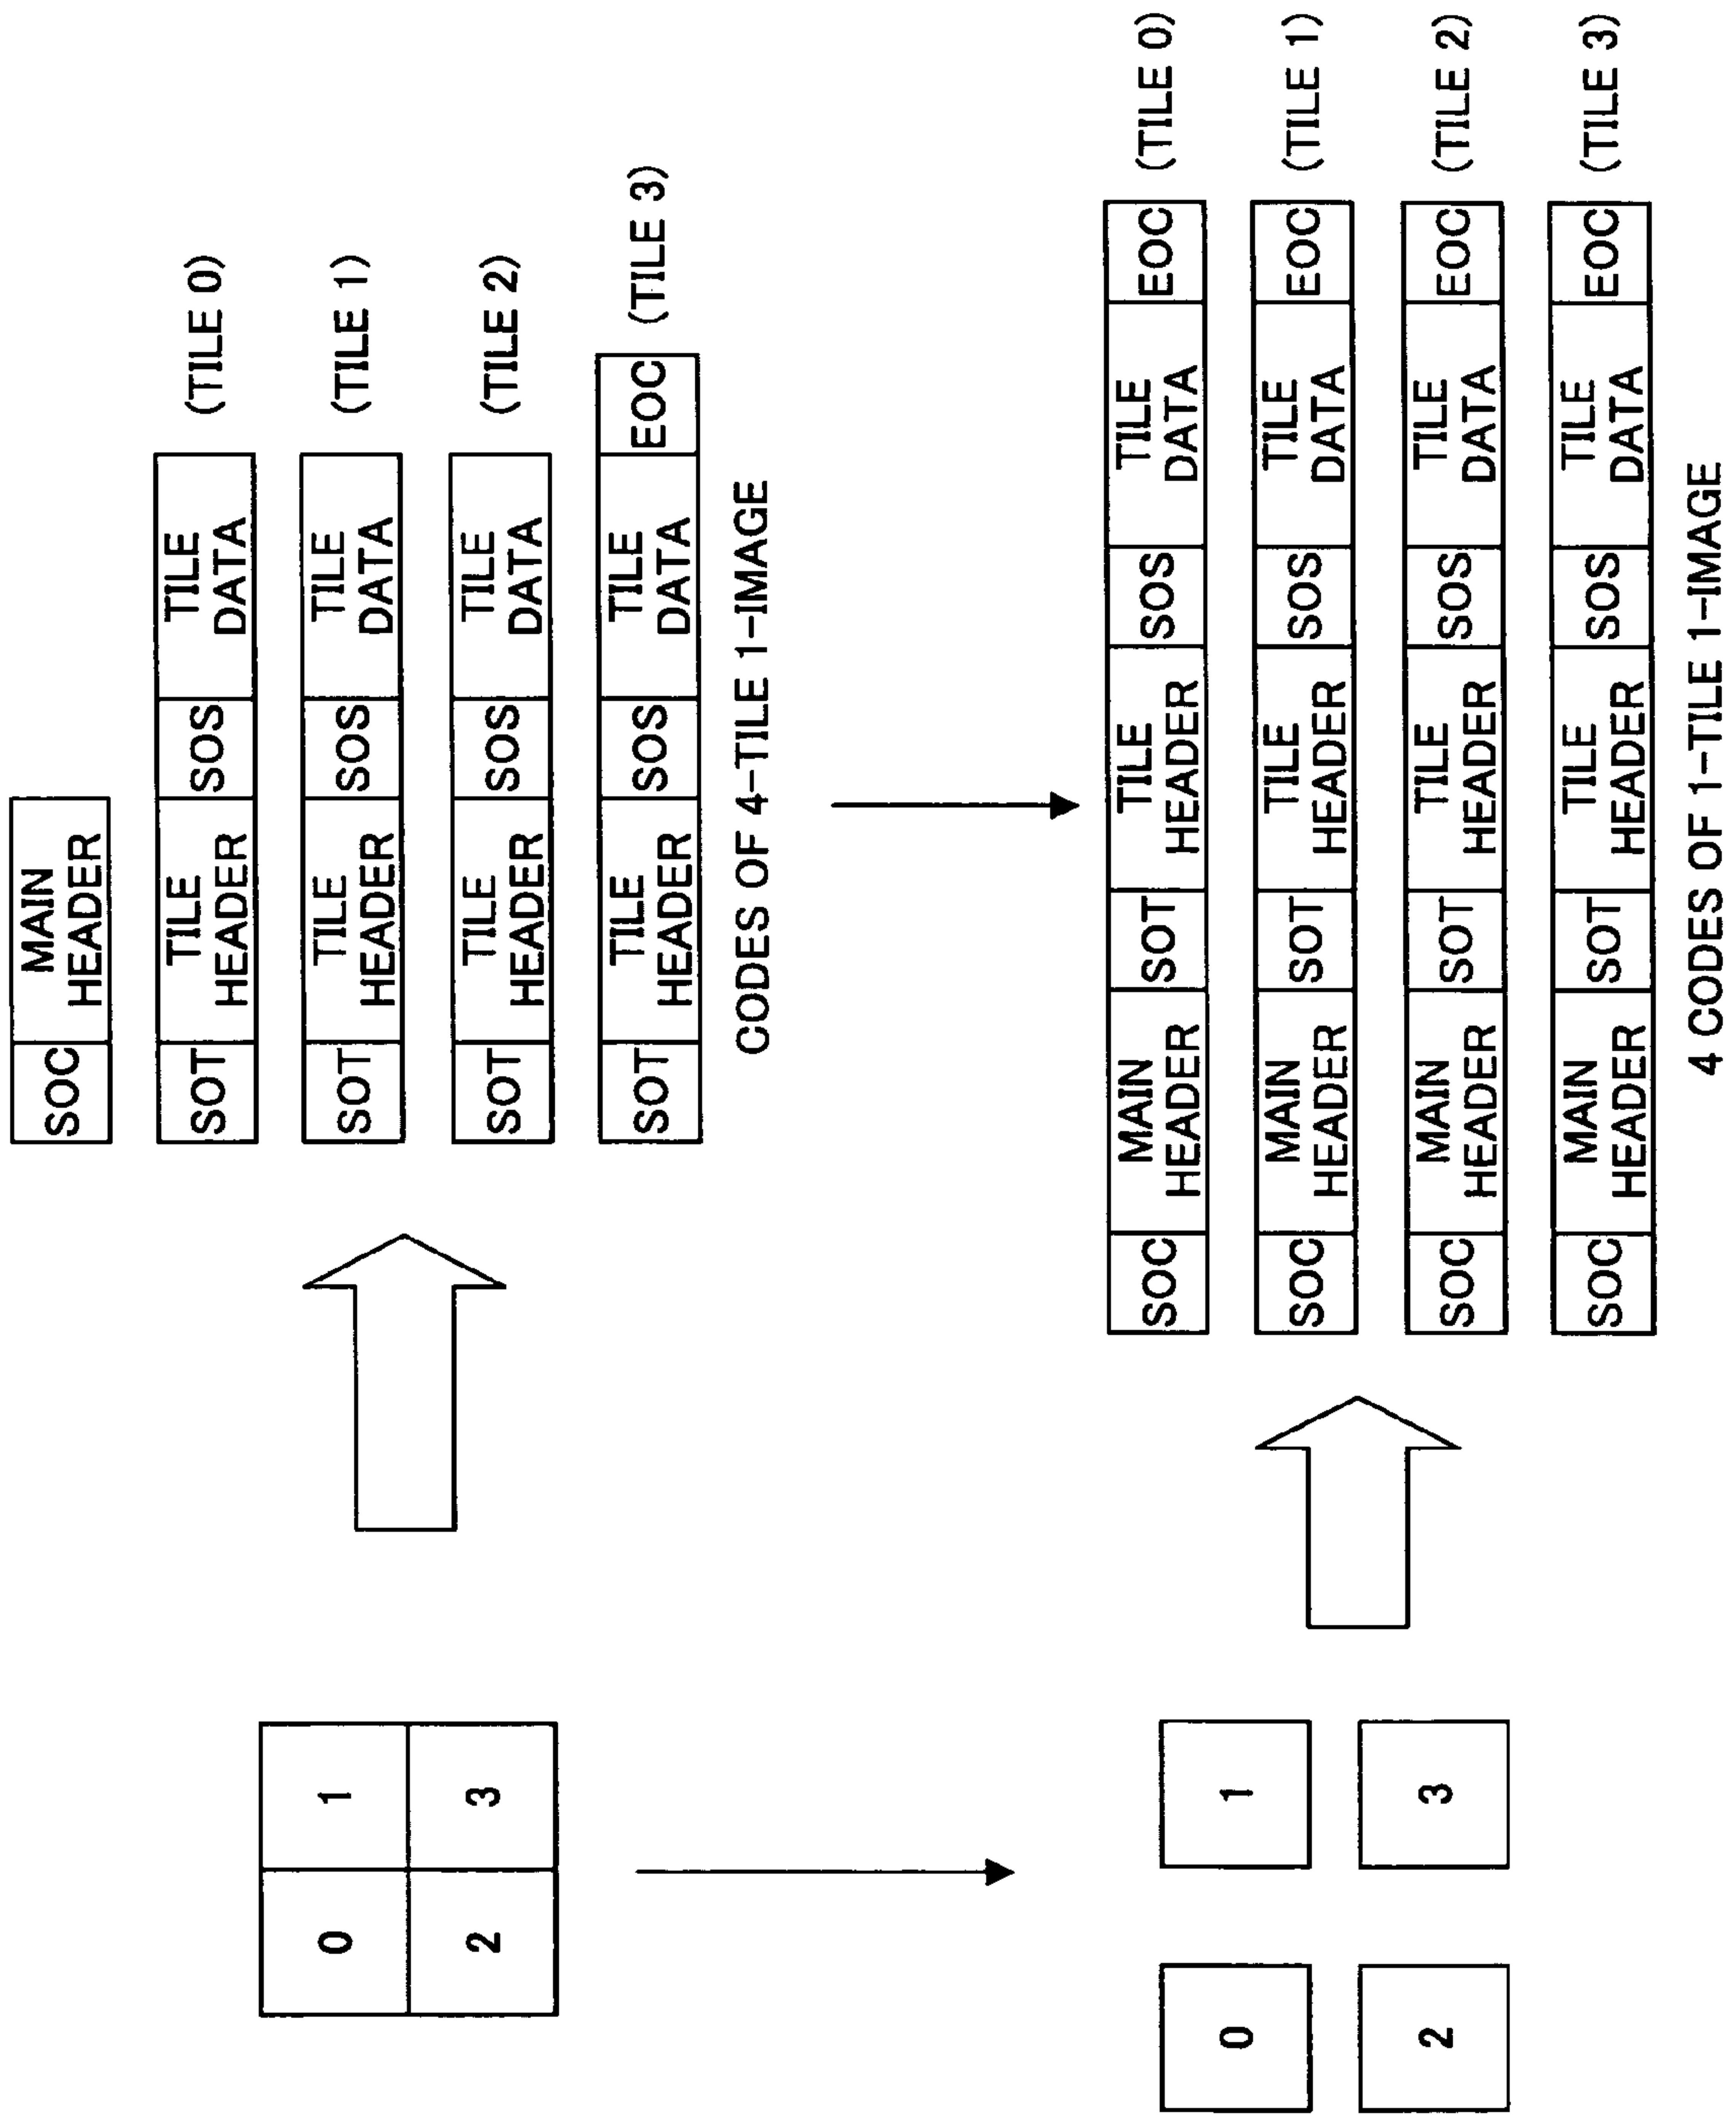 0 1
2 3
SOC MAIN HEADER
SOT TILE HEADER SOS TILE DATA (TILE 0)
SOT TILE HEADER SOS TILE DATA (TILE 1)
SOT TILE HEADER SOS TILE DATA (TILE 2)
SOT TILE HEADER SOS TILE DATA EOC (TILE 3)
CODES OF 4-TILE 1-IMAGE
0 1
2 3
SOC MAIN HEADER SOT TILE HEADER SOS TILE DATA EOC (TILE 0)
SOC MAIN HEADER SOT TILE HEADER SOS TILE DATA EOC (TILE 1)
SOC MAIN HEADER SOT TILE HEADER SOS TILE DATA EOC (TILE 2)
SOC MAIN HEADER SOT TILE HEADER SOS TILE DATA EOC (TILE 3)
4 CODES OF 1-TILE 1-IMAGE